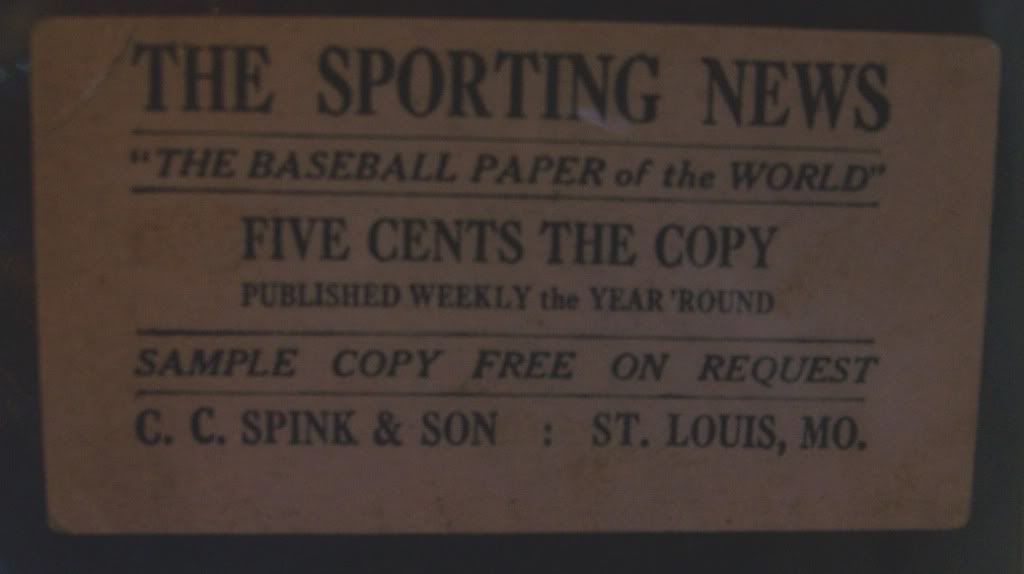 THE SPORTING NEWS
"THE BASEBALL PAPER of the WORLD"
FIVE CENTS THE COPY
PUBLISHED WEEKLY the YEAR 'ROUND
SAMPLE COPY FREE ON REQUEST
C. C. SPINK & SON : ST. LOUIS, MO.